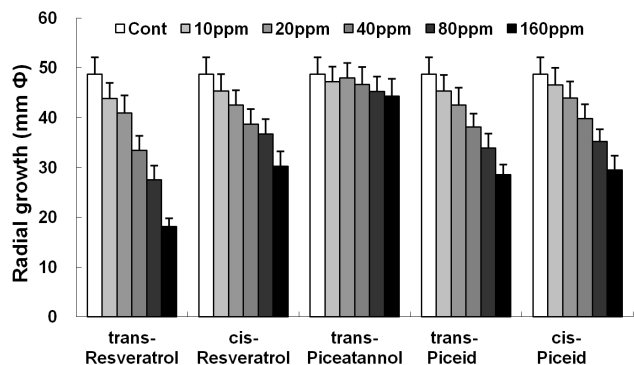 Cont 10ppm 20ppm 40ppm 80ppm 160ppm
Radial growth (mm Φ)
60
50
40
30
20
10
0
trans- cis- trans- trans- cis-
Resveratrol Resveratrol Piceatannol Piceid Piceid